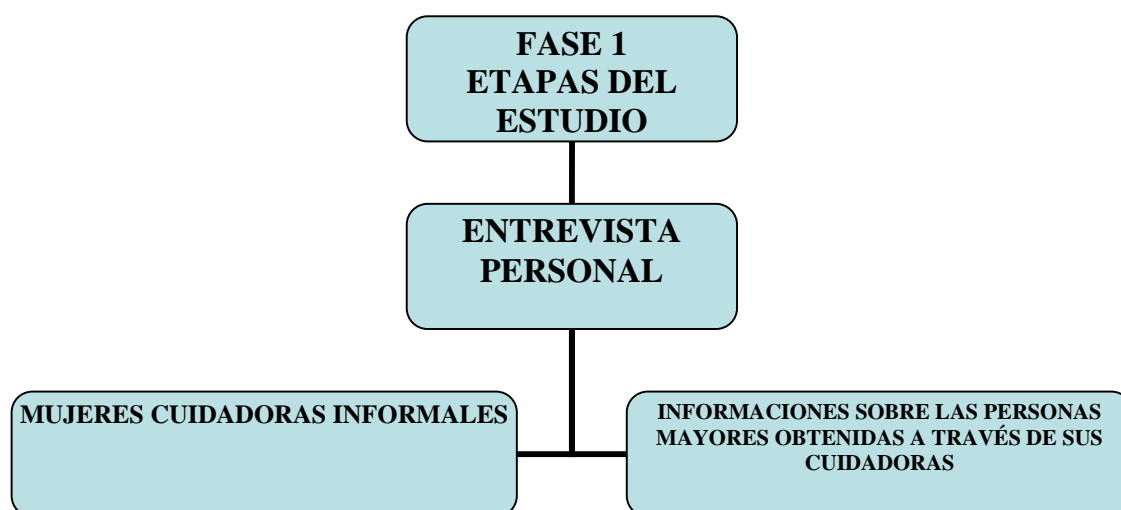 FASE 1
ETAPAS DEL
ESTUDIO
ENTREVISTA
PERSONAL
MUJERES CUIDADORAS INFORMALES
INFORMACIONES SOBRE LAS PERSONAS
MAYORES OBTENIDAS A TRAVÉS DE SUS
CUIDADORAS